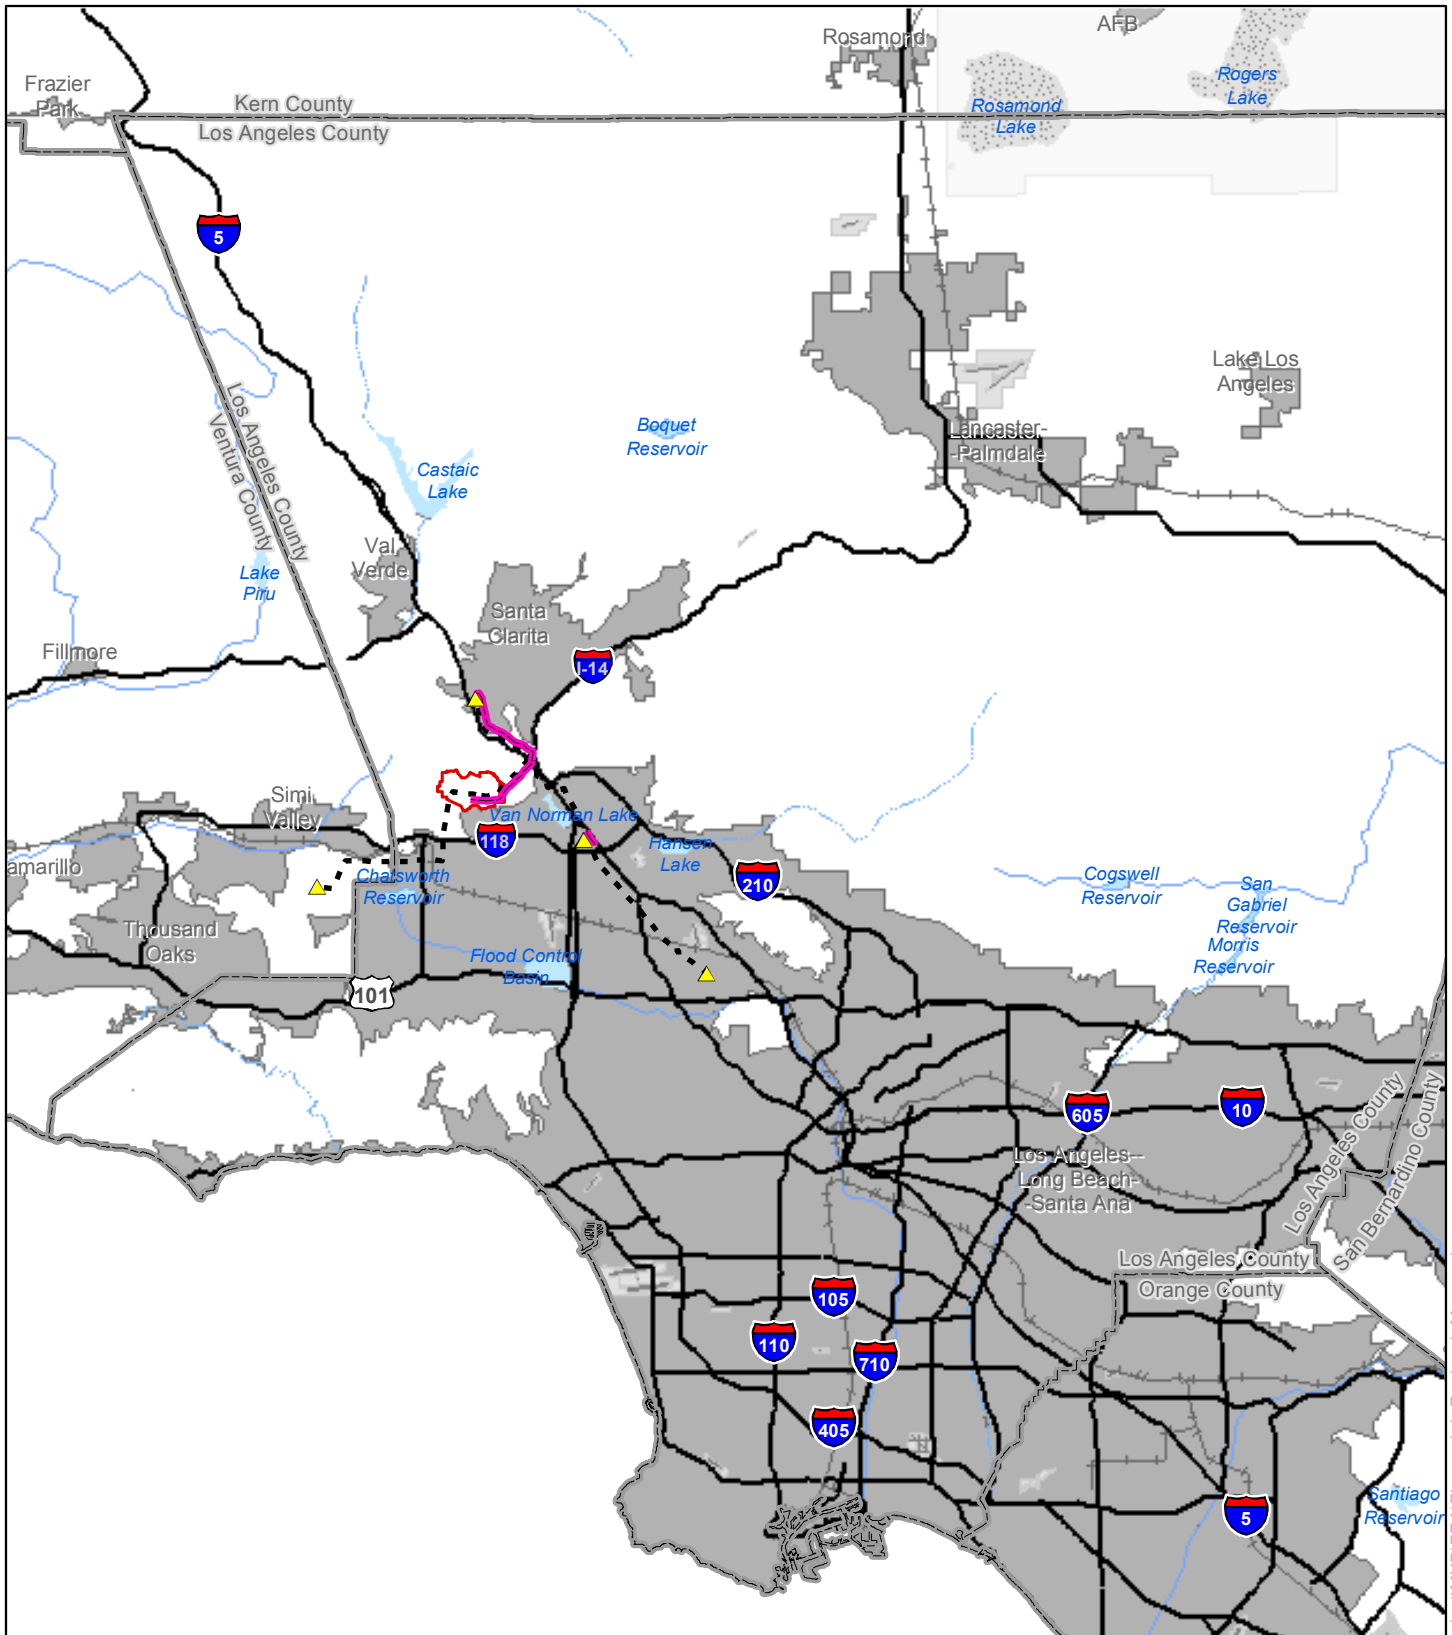 AFB
Rosamond
Frazier
Park
Rogers
Lake
Kern County
Rosamond
Lake
Los Angeles County
5
Lake Los
Angeles
Los Angeles County
Ventura County
Boquet
Reservoir
Lancaster-
-Palmdale
Castaic
Lake
Val
Verde
Lake
Piru
Santa
Clarita
Fillmore
I-14
Simi
Valley
Van Norman Lake
118
Hansen
Lake
amarillo
Chatsworth
Reservoir
210
Cogswell
Reservoir
San
Gabriel
Reservoir
Morris
Reservoir
Thousand
Oaks
Flood Control
Basin
101
605
10
Los Angeles--
Long Beach-
-Santa Ana
Los Angeles County
San Bernardino County
Los Angeles County
Orange County
105
110
710
405
Santiago
Reservoir
5